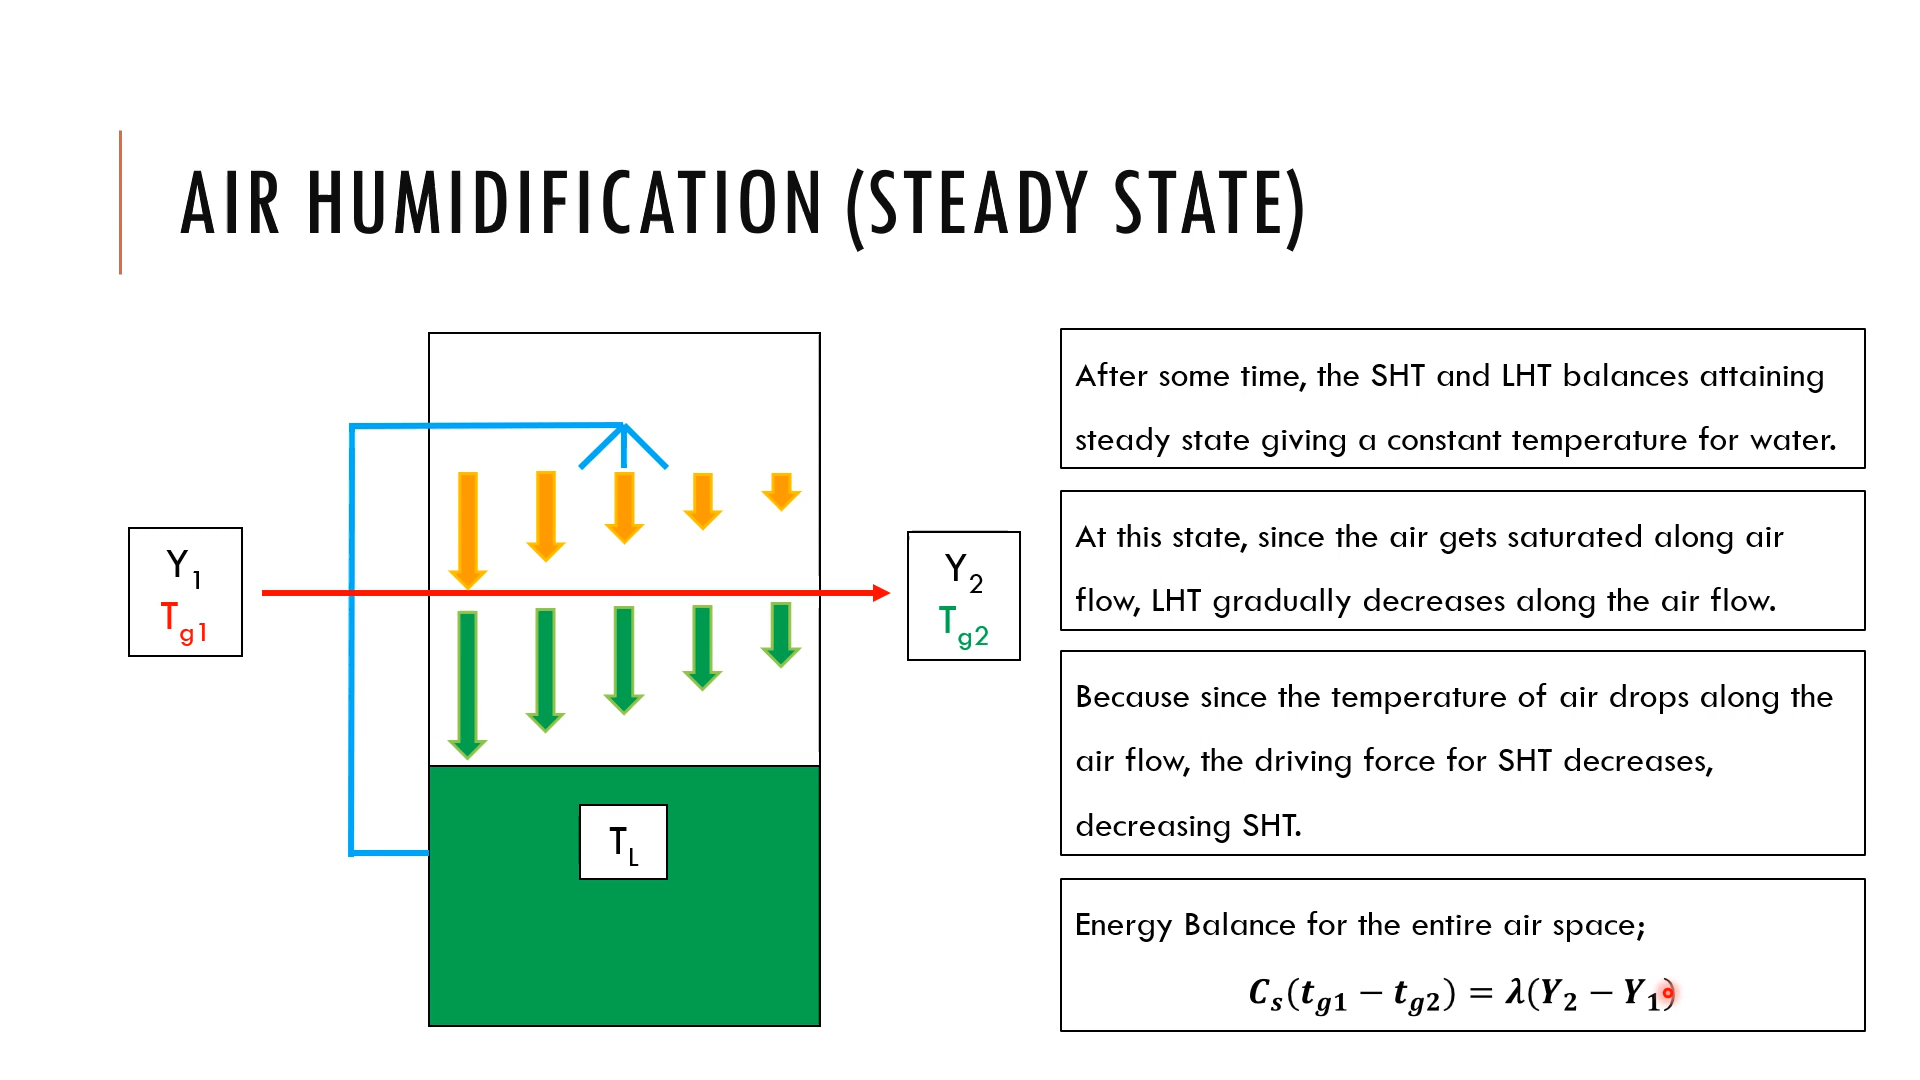 AIR HUMIDIFICATION (STEADY STATE)
Y1
Tg1
Y2
Tg2
TL
After some time, the SHT and LHT balances attaining
steady state giving a constant temperature for water.
At this state, since the air gets saturated along air
flow, LHT gradually decreases along the air flow.
Because since the temperature of air drops along the
air flow, the driving force for SHT decreases,
decreasing SHT.
Energy Balance for the entire air space;
Cs(tg1 − tg2) = λ(Y2 − Y1)